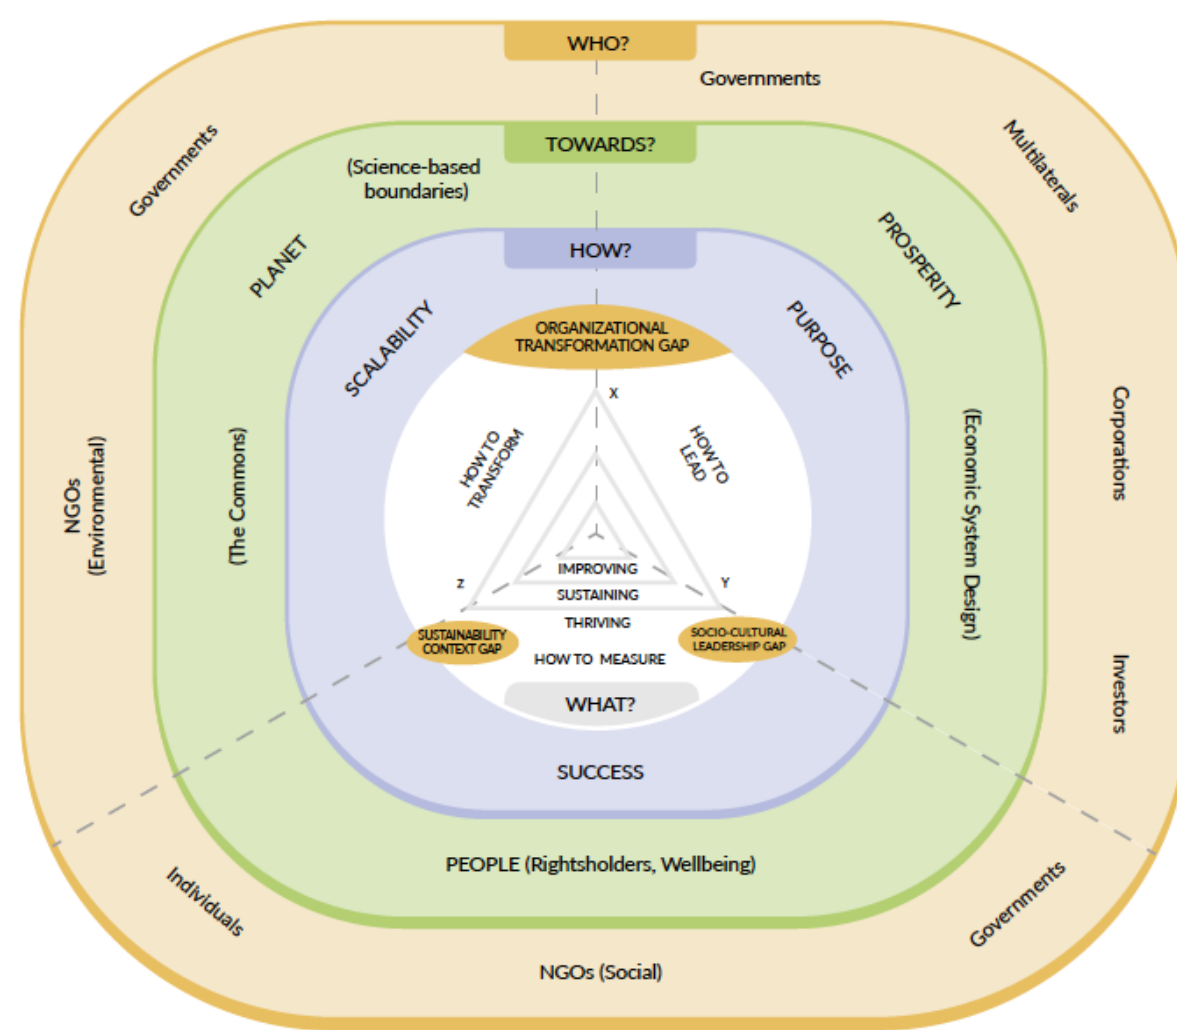 WHO?
Governments
Governments
Multilaterals
TOWARDS?
(Science-based
boundaries)
PLANET
PROSPERITY
HOW?
SCALABILITY
PURPOSE
ORGANIZATIONAL
TRANSFORMATION GAP
X
HOW TO
TRANSFORM
HOW TO
LEAD
NGOs
(Environmental)
(The Commons)
(Economic System Design)
Corporations
Investors
IMPROVING
Z
Y
SUSTAINING
THRIVING
SUSTAINABILITY
CONTEXT GAP
SOCIO-CULTURAL
LEADERSHIP GAP
HOW TO MEASURE
WHAT?
SUCCESS
PEOPLE (Rightsholders, Wellbeing)
Individuals
Governments
NGOs (Social)